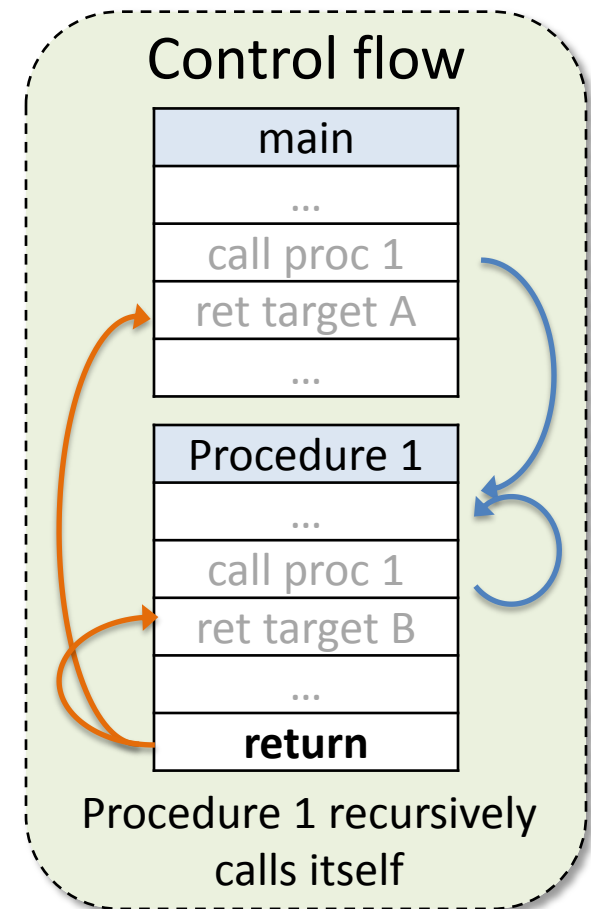 Control flow
main
...
call proc 1
ret target A
...
Procedure 1
...
call proc 1
ret target B
...
return
Procedure 1 recursively
calls itself